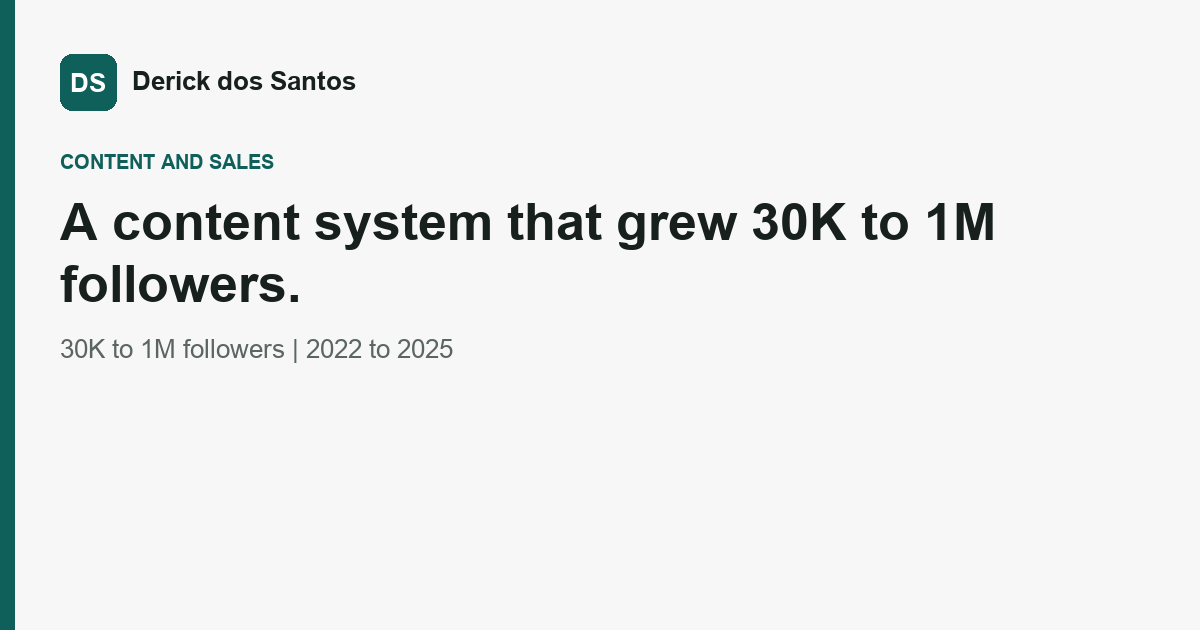 DS
Derick dos Santos
CONTENT AND SALES
A content system that grew 30K to 1M
followers.
30K to 1M followers | 2022 to 2025